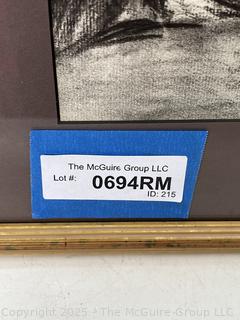 The McGuire Group LLC
Lot #: 0694RM
ID: 215
Copyright 2025 - The McGuire Group LLC